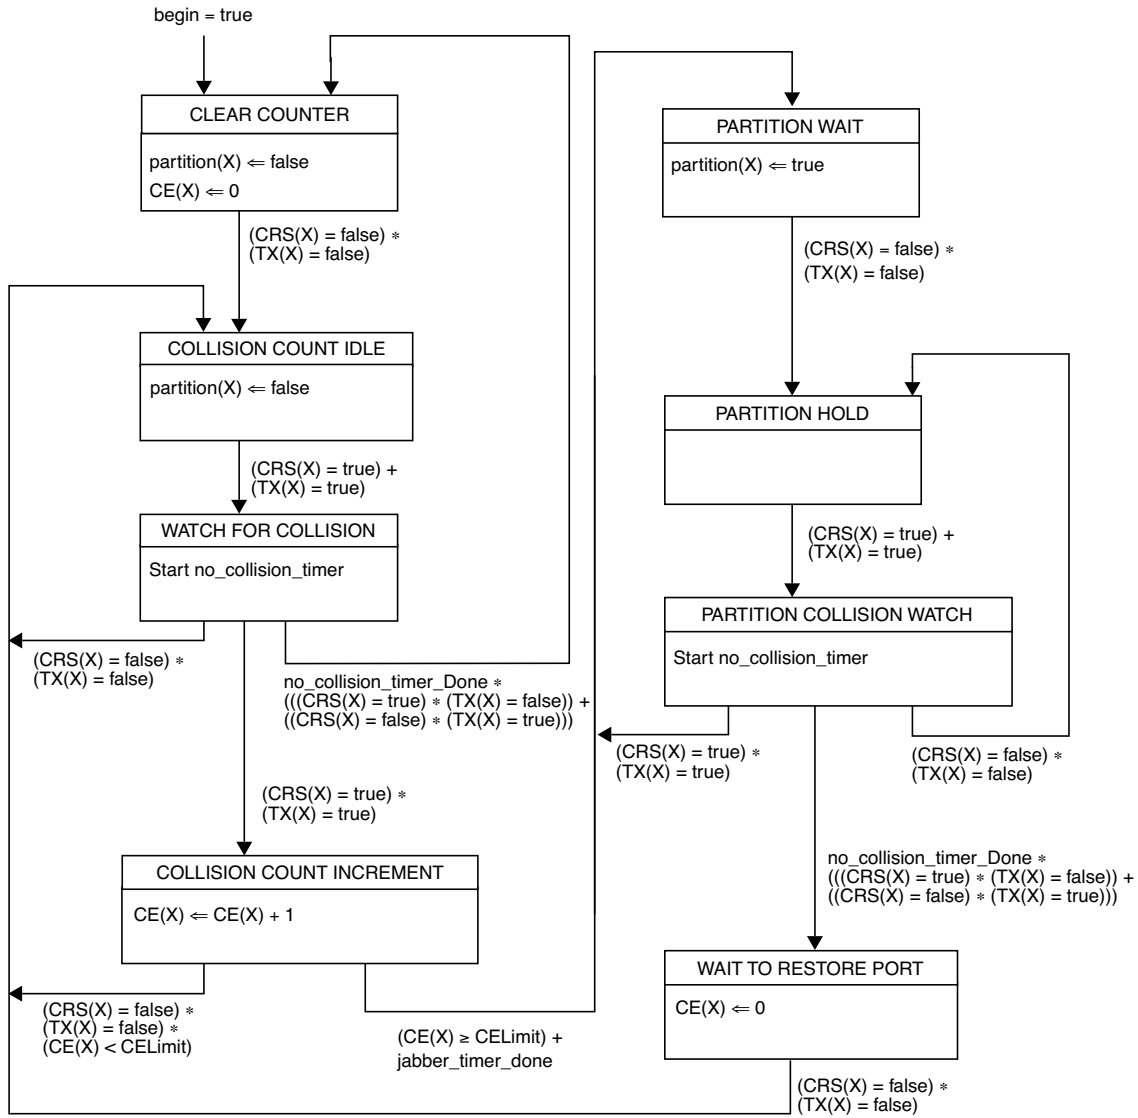 begin = true
CLEAR COUNTER
partition(X) ⇐ false
CE(X) ⇐ 0
(CRS(X) = false) *
(TX(X) = false)
COLLISION COUNT IDLE
partition(X) ⇐ false
(CRS(X) = true) +
(TX(X) = true)
WATCH FOR COLLISION
Start no_collision_timer
(CRS(X) = false) *
(TX(X) = false)
no_collision_timer_Done *
(((CRS(X) = true) * (TX(X) = false)) +
((CRS(X) = false) * (TX(X) = true)))
(CRS(X) = true) *
(TX(X) = true)
COLLISION COUNT INCREMENT
CE(X) ⇐ CE(X) + 1
(CRS(X) = false) *
(TX(X) = false) *
(CE(X) < CELimit)
(CE(X) ≥ CELimit) +
jabber_timer_done
PARTITION WAIT
partition(X) ⇐ true
(CRS(X) = false) *
(TX(X) = false)
PARTITION HOLD
(CRS(X) = true) +
(TX(X) = true)
PARTITION COLLISION WATCH
Start no_collision_timer
(CRS(X) = true) *
(TX(X) = true)
(CRS(X) = false) *
(TX(X) = false)
no_collision_timer_Done *
(((CRS(X) = true) * (TX(X) = false)) +
((CRS(X) = false) * (TX(X) = true)))
WAIT TO RESTORE PORT
CE(X) ⇐ 0
(CRS(X) = false) *
(TX(X) = false)